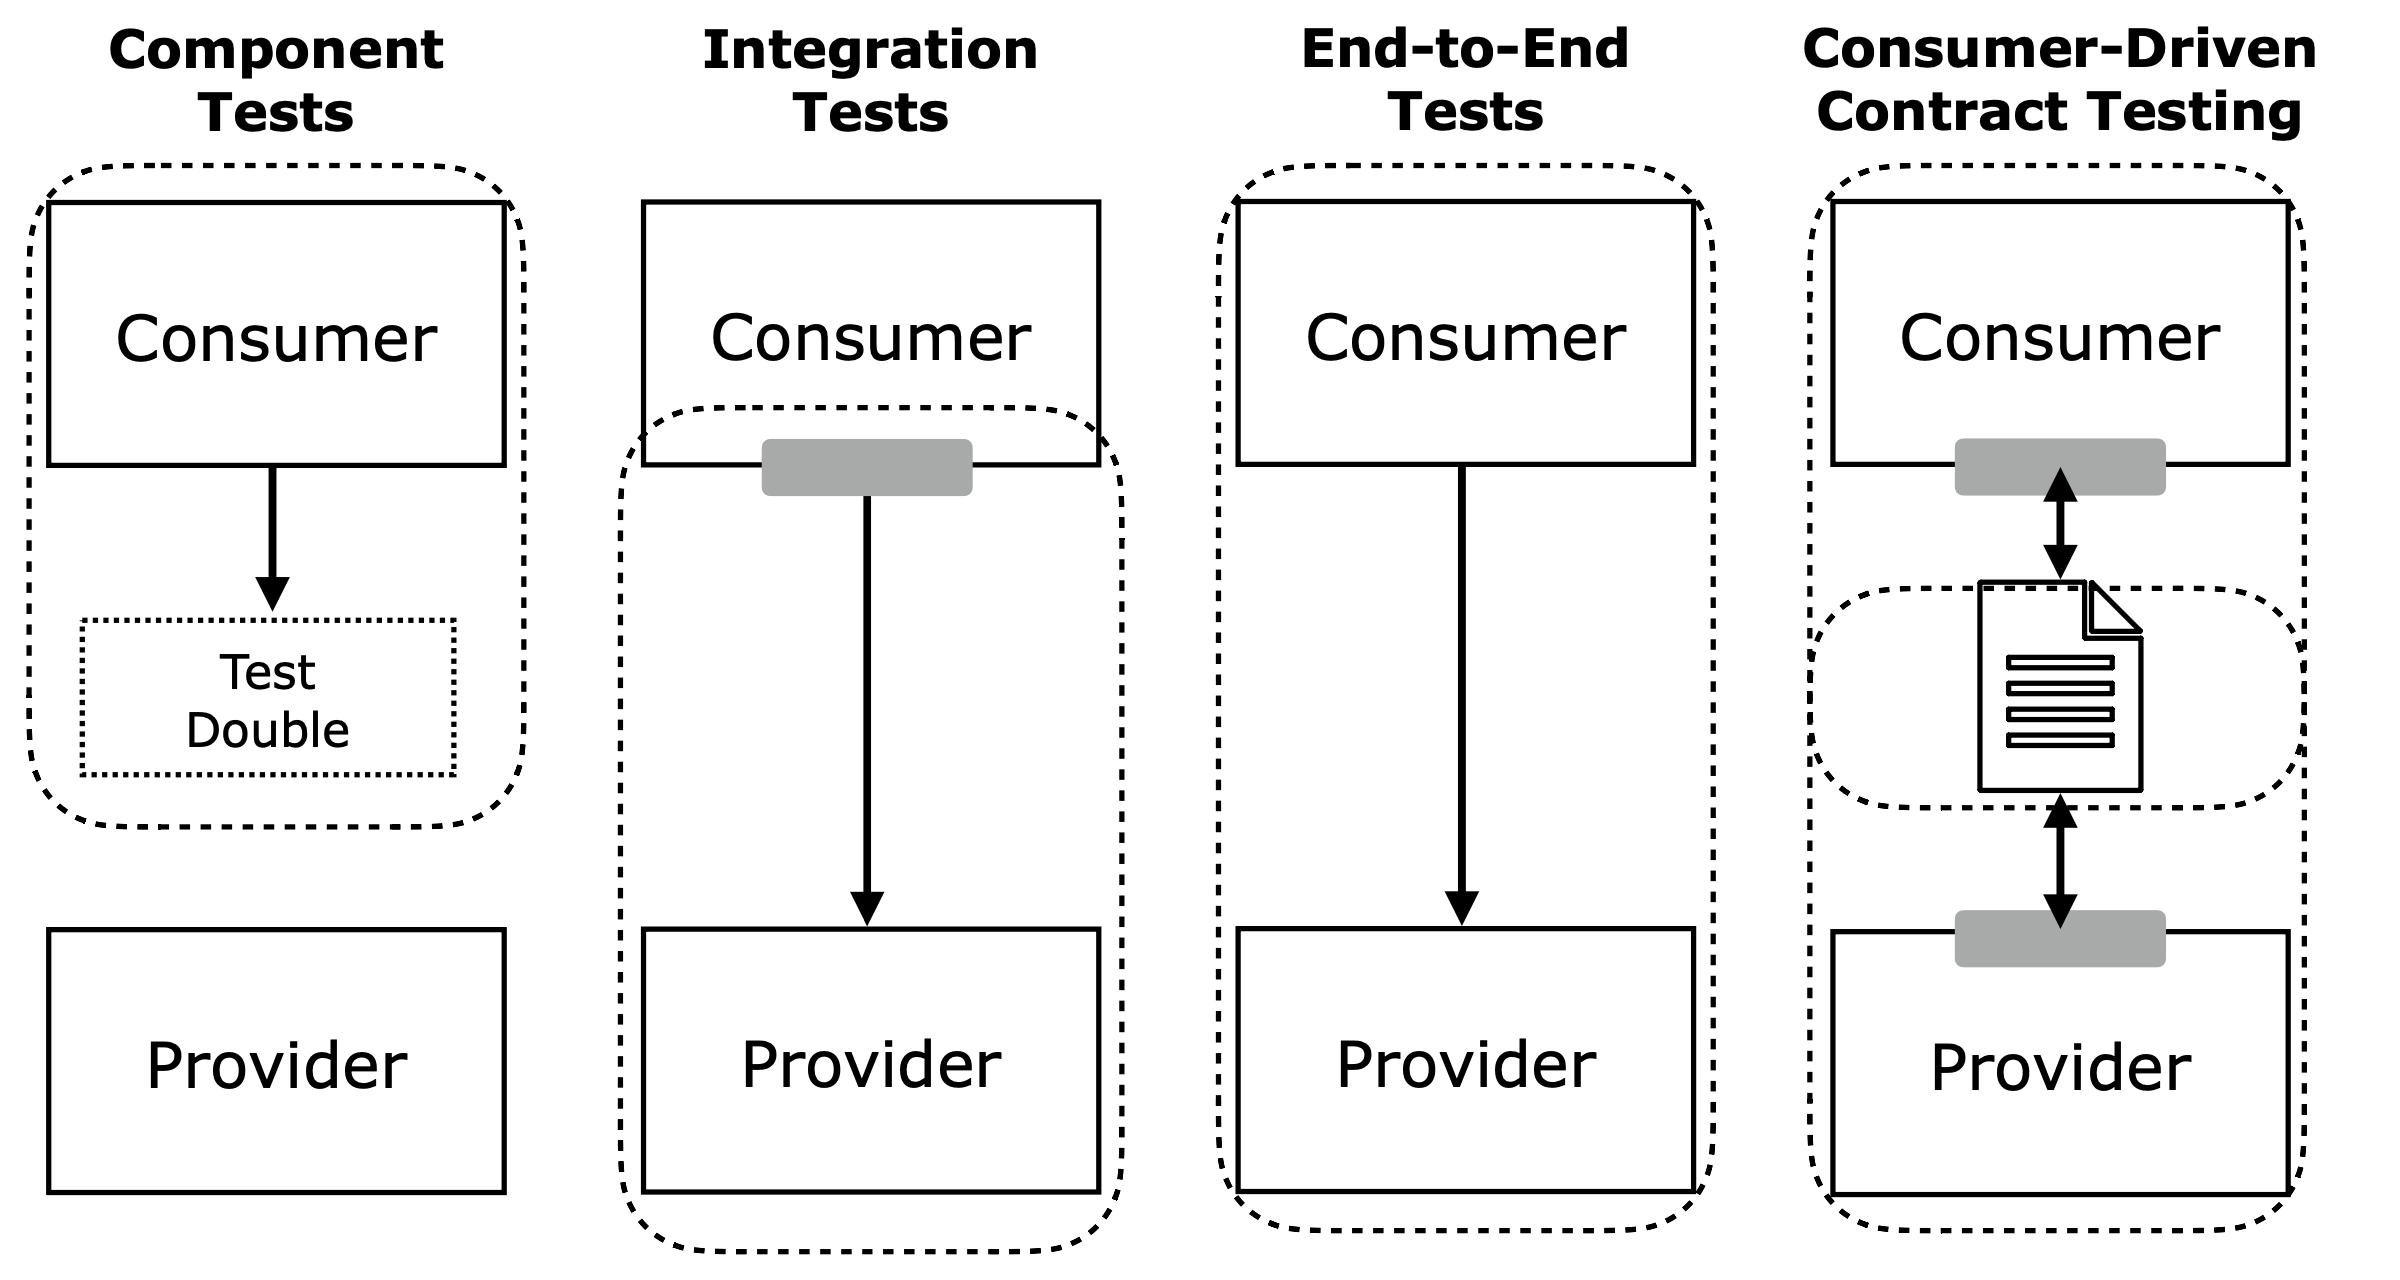 Component
Tests
Consumer
Test
Double
Provider
Integration
Tests
Consumer
Provider
End-to-End
Tests
Consumer
Provider
Consumer-Driven
Contract Testing
Consumer
Provider